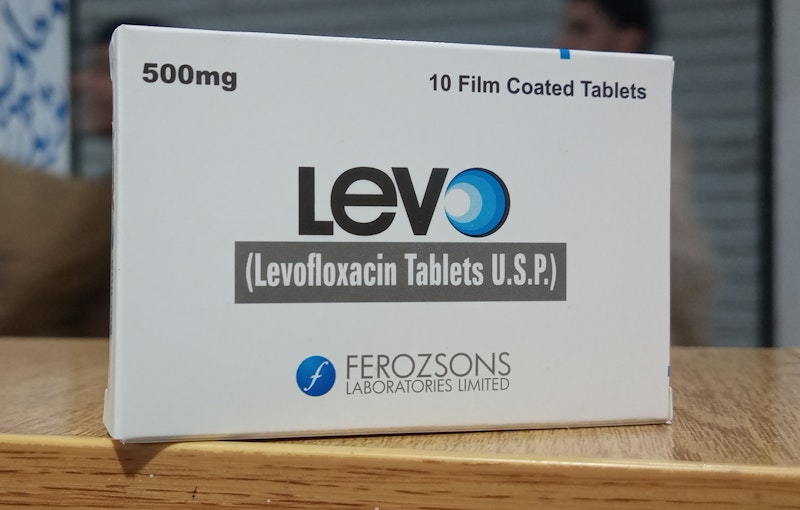 500mg
10 Film Coated Tablets
Levo
(Levofloxacin Tablets U.S.P.)
f FEROZSONS
LABORATORIES LIMITED